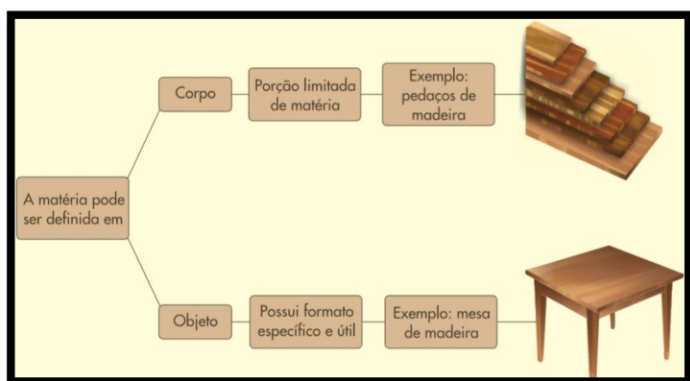 A matéria pode
ser definida em
Corpo
Porção limitada
de matéria
Exemplo:
pedaços de
madeira
Objeto
Possui formato
específico e útil
Exemplo: mesa
de madeira